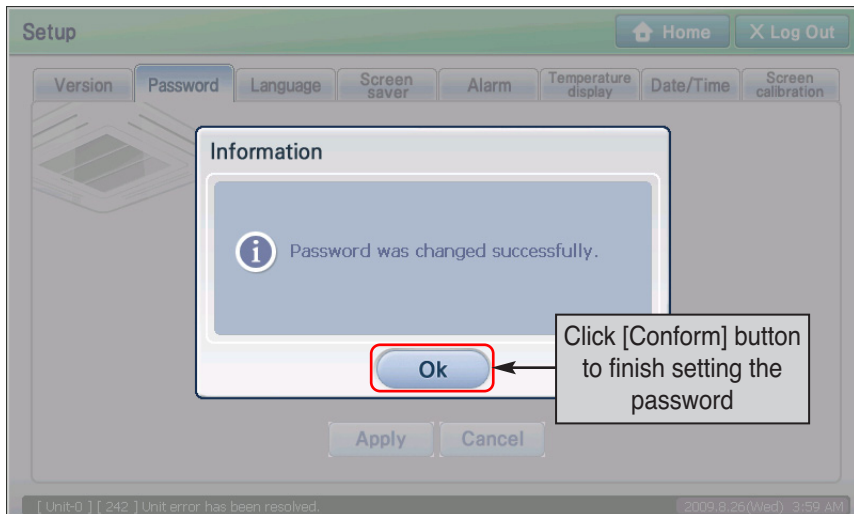 Setup
Home
X Log Out
Version
Password
Language
Screen
saver
Alarm
Temperature
display
Date/Time
Screen
calibration
Information
Password was changed successfully.
Ok
Click [Conform] button
to finish setting the
password
Apply
Cancel
[ Unit-0 ] [ 242 ] Unit error has been resolved.
2009.8.26(Wed) 3:59 AM